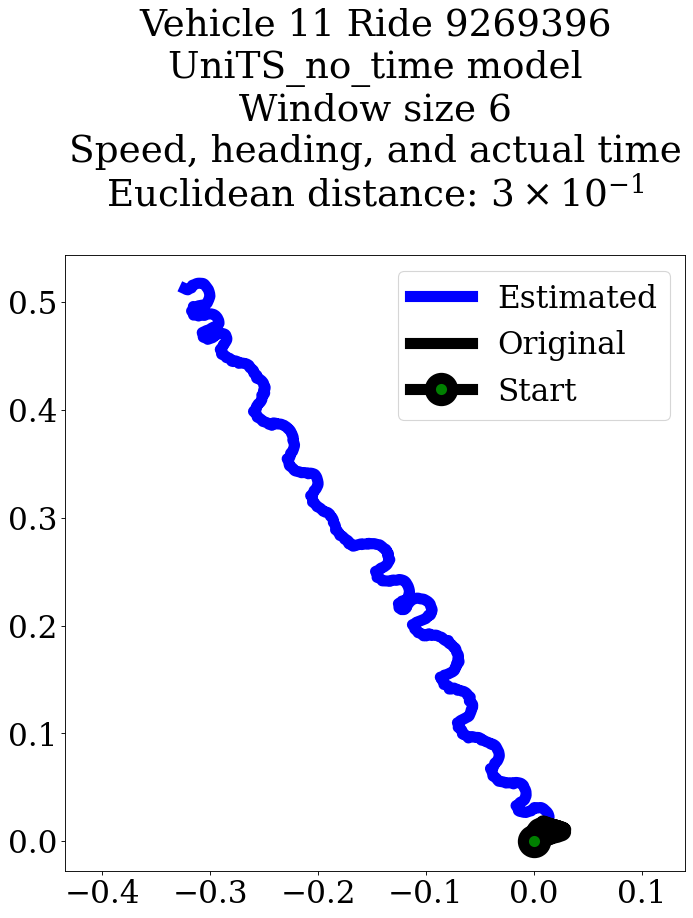 Vehicle 11 Ride 9269396
UniTS_no_time model
Window size 6
Speed, heading, and actual time
Euclidean distance: $3 \times 10^{-1}$
Estimated
Original
Start
0.5
0.4
0.3
0.2
0.1
0.0
−0.4 −0.3 −0.2 −0.1 0.0 0.1